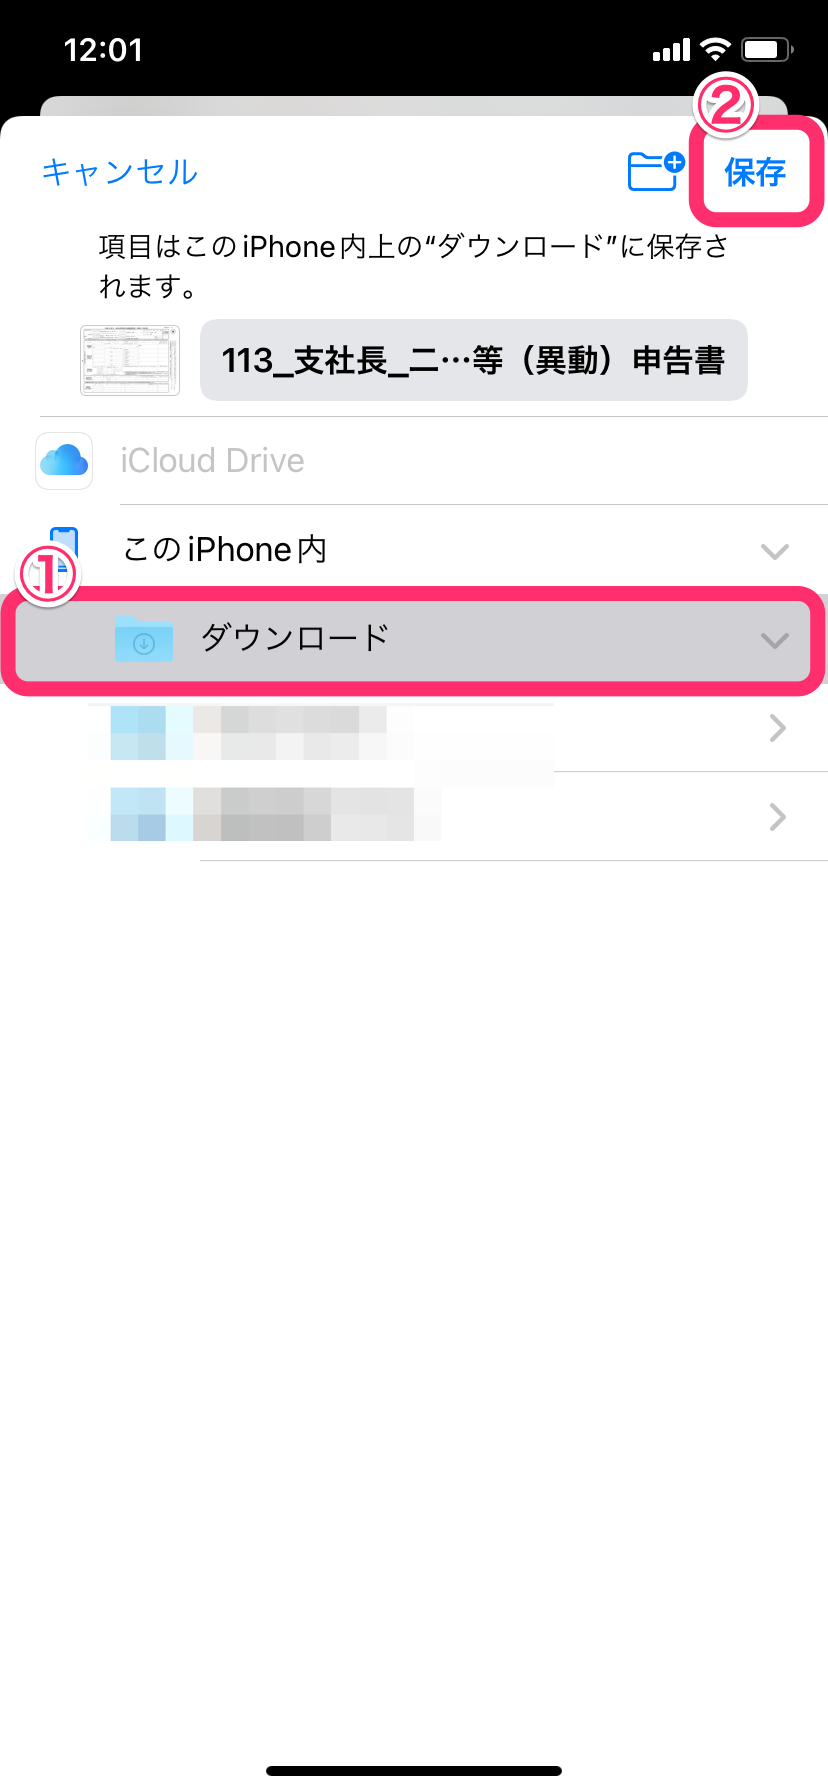 12:01
②
キャンセル
保存
項目はこのiPhone内上の“ダウンロード”に保存さ
れます。
113_支社長_二…等（異動）申告書
iCloud Drive
このiPhone内
①
ダウンロード